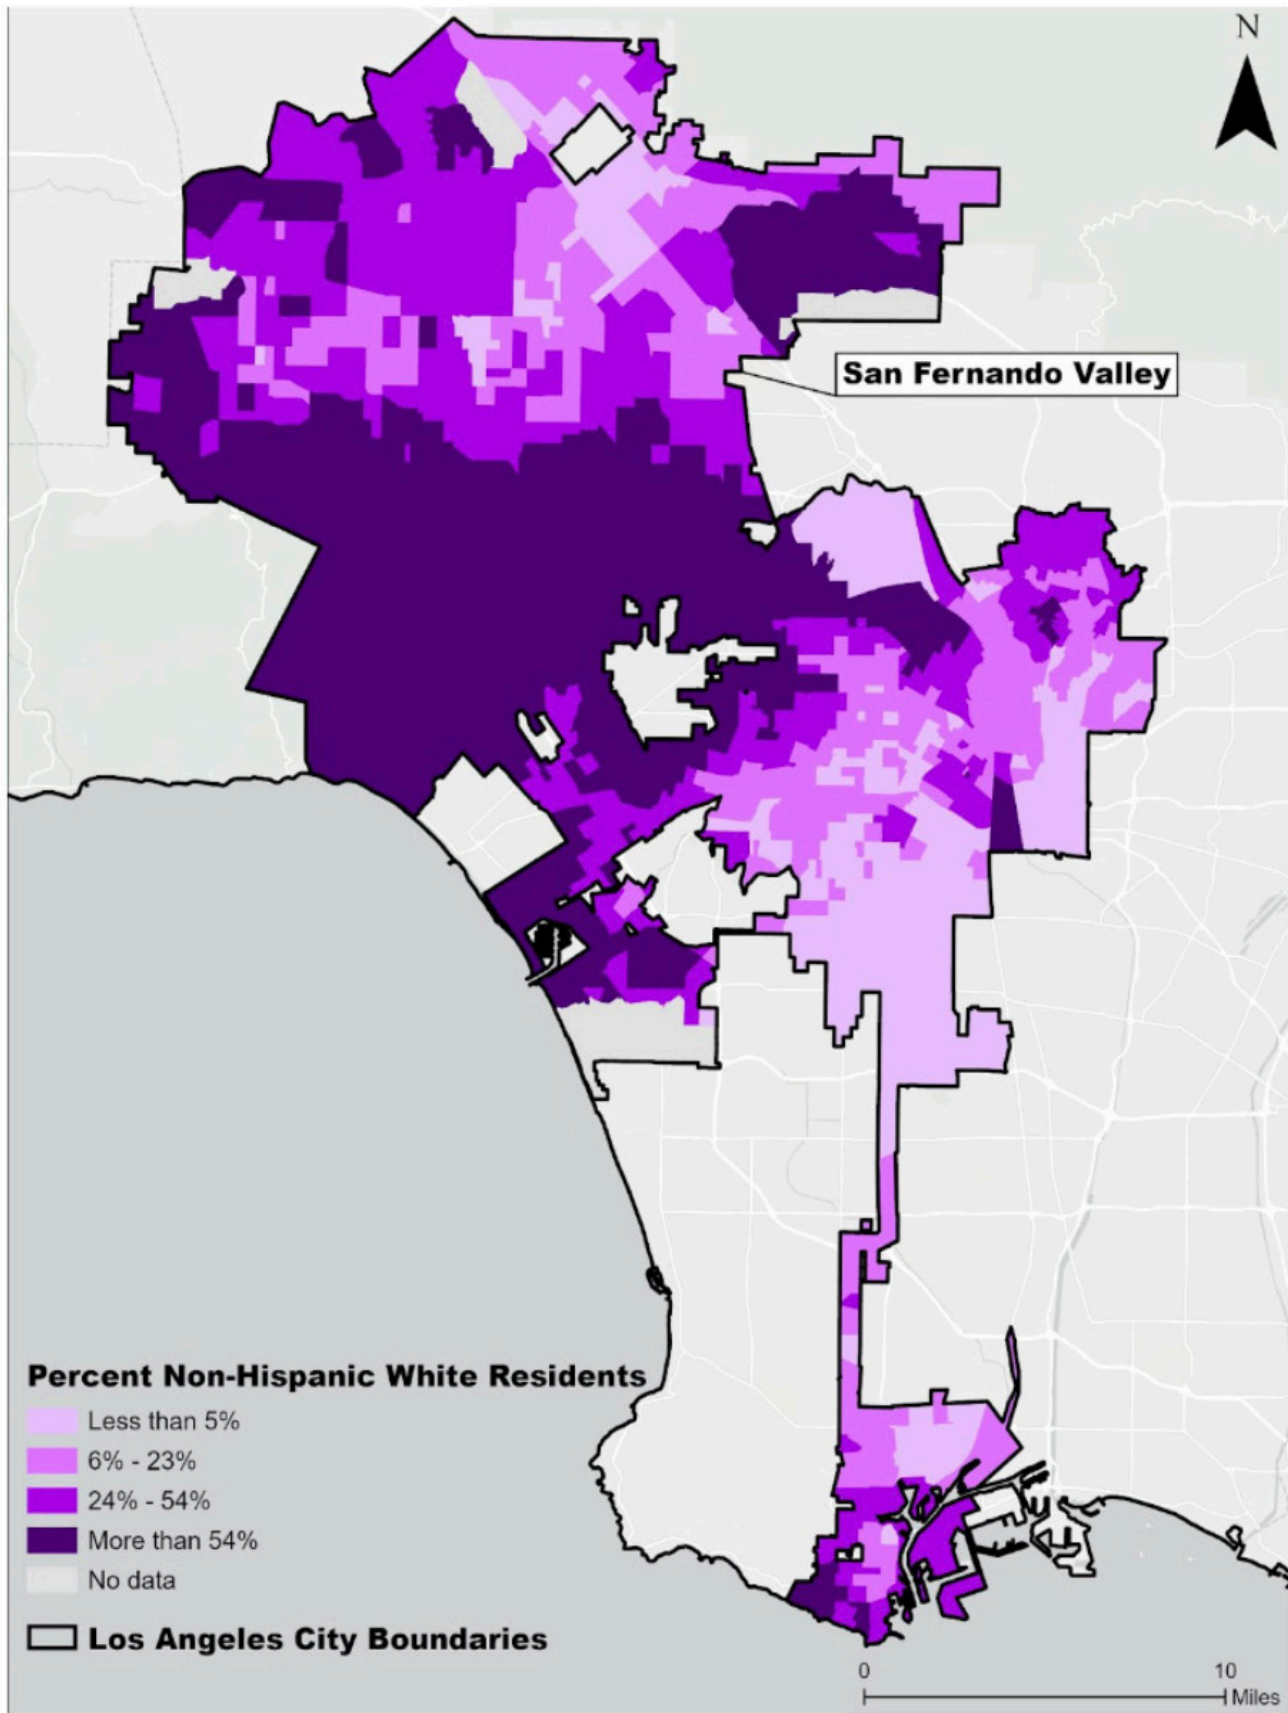 N
San Fernando Valley
Percent Non-Hispanic White Residents
Less than 5%
6% - 23%
24% - 54%
More than 54%
No data
Los Angeles City Boundaries
0 10
Miles